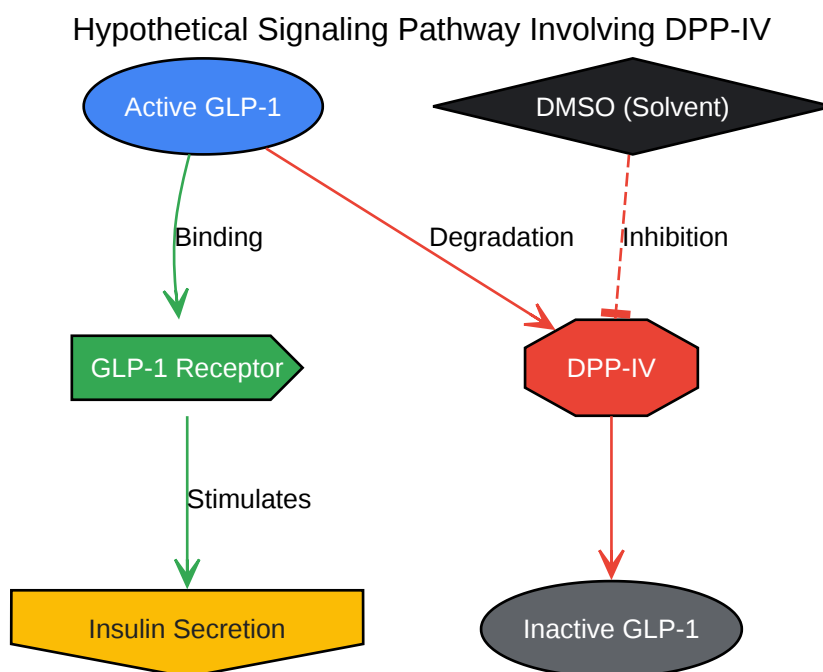 Hypothetical Signaling Pathway Involving DPP-IV
Active GLP-1
DMSO (Solvent)
Binding
Degradation
Inhibition
GLP-1 Receptor
DPP-IV
Stimulates
Insulin Secretion
Inactive GLP-1